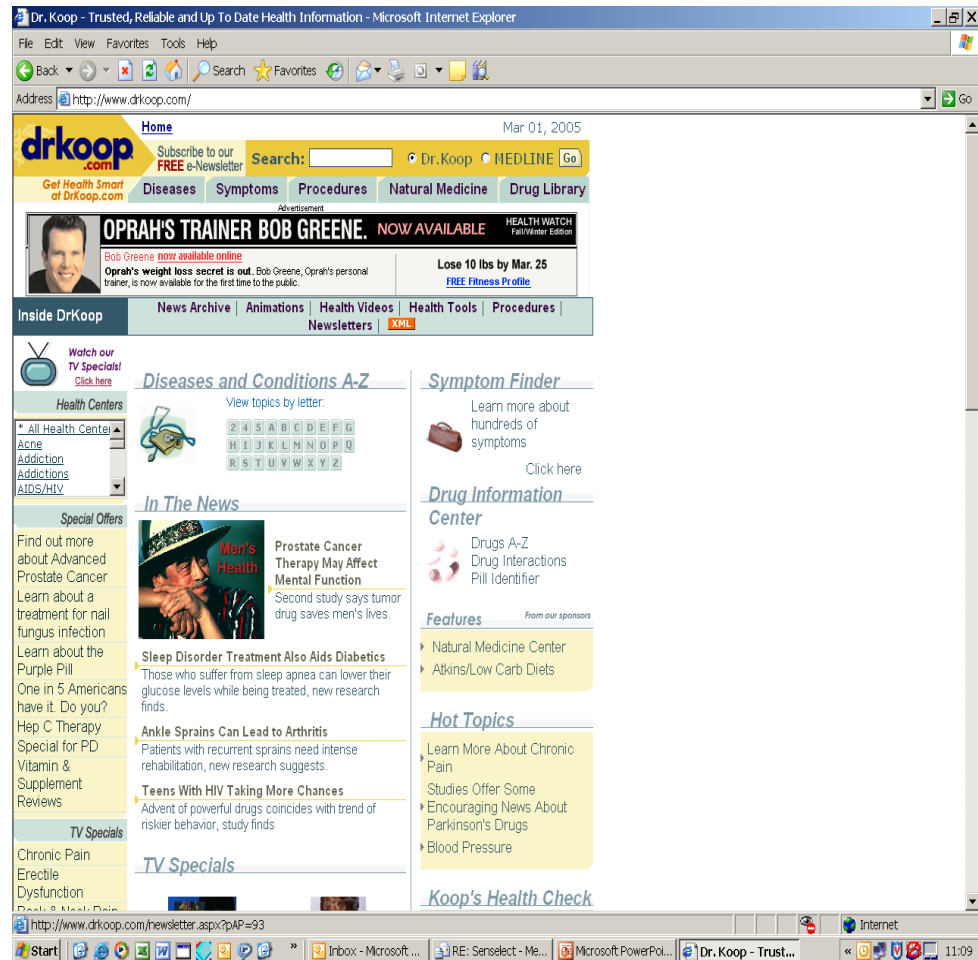 Dr. Koop - Trusted, Reliable and Up To Date Health Information - Microsoft Internet Explorer
File Edit View Favorites Tools Help
Back Search Favorites
Address http://www.drkoop.com/ Go
drkoop
.com
Get Health Smart
at DrKoop.com
Home Mar 01, 2005
Subscribe to our
FREE e-Newsletter
Search: Dr.Koop MEDLINE Go
Diseases Symptoms Procedures Natural Medicine Drug Library
Advertisement
OPRAH'S TRAINER BOB GREENE. NOW AVAILABLE
HEALTH WATCH
Fall/Winter Edition
Bob Greene now available online
Oprah's weight loss secret is out. Bob Greene, Oprah's personal
trainer, is now available for the first time to the public.
Lose 10 lbs by Mar. 25
FREE Fitness Profile
Inside DrKoop
News Archive | Animations | Health Videos | Health Tools | Procedures |
Newsletters | XML
Watch our
TV Specials!
Click here
Health Centers
* All Health Center
Acne
Addiction
Addictions
AIDS/HIV
Special Offers
Find out more
about Advanced
Prostate Cancer
Learn about a
treatment for nail
fungus infection
Learn about the
Purple Pill
One in 5 Americans
have it. Do you?
Hep C Therapy
Special for PD
Vitamin &
Supplement
Reviews
TV Specials
Chronic Pain
Erectile
Dysfunction
Back & Neck Pain
Diseases and Conditions A-Z
View topics by letter:
2 4 5 A B C D E F G
H I J K L M N O P Q
R S T U V W X Y Z
In The News
Men's
Health
Prostate Cancer
Therapy May Affect
Mental Function
Second study says tumor
drug saves men's lives.
Sleep Disorder Treatment Also Aids Diabetics
Those who suffer from sleep apnea can lower their
glucose levels while being treated, new research
finds.
Ankle Sprains Can Lead to Arthritis
Patients with recurrent sprains need intense
rehabilitation, new research suggests.
Teens With HIV Taking More Chances
Advent of powerful drugs coincides with trend of
riskier behavior, study finds
TV Specials
Symptom Finder
Learn more about
hundreds of
symptoms
Click here
Drug Information
Center
Drugs A-Z
Drug Interactions
Pill Identifier
Features From our sponsors
Natural Medicine Center
Atkins/Low Carb Diets
Hot Topics
Learn More About Chronic
Pain
Studies Offer Some
Encouraging News About
Parkinson's Drugs
Blood Pressure
Koop's Health Check
http://www.drkoop.com/newsletter.aspx?pAP=93 Internet
Start » Inbox - Microsoft ... RE: Senselect - Me... Microsoft PowerPoi... Dr. Koop - Trust... « 11:09